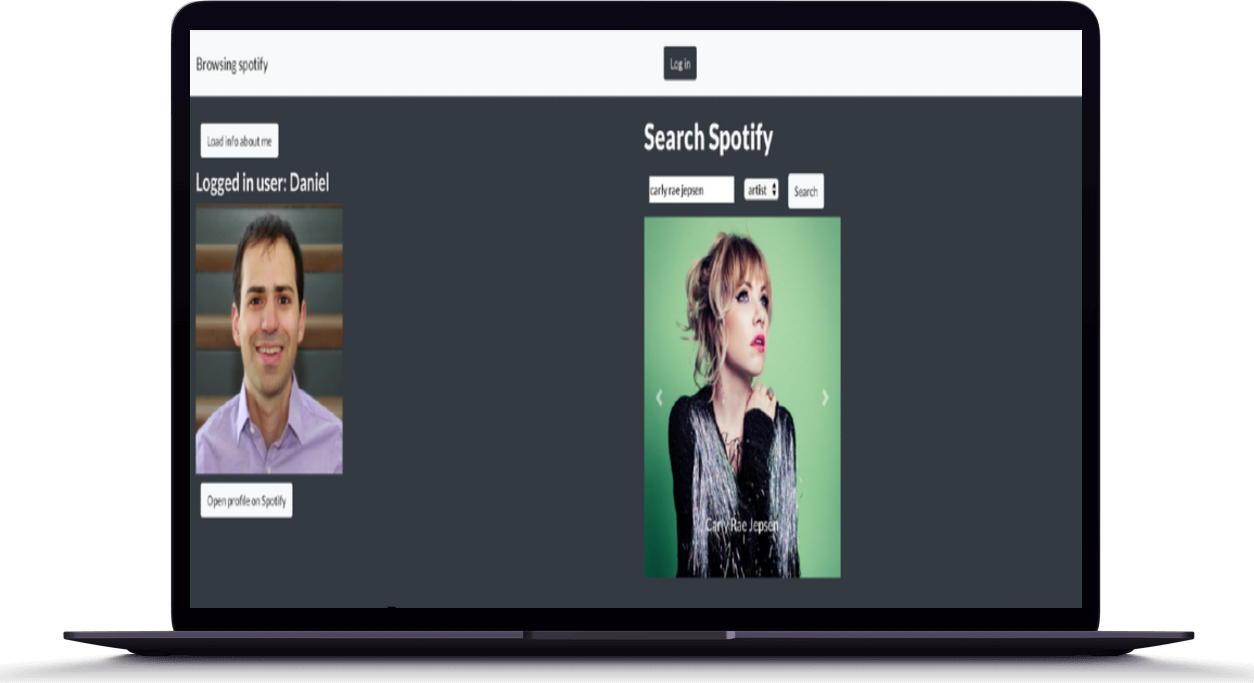 Browsing spotify
Log in
Load info about me
Logged in user: Daniel
Open profile on Spotify
Search Spotify
carly rae jepsen
artist
Search
Carly Rae Jepsen